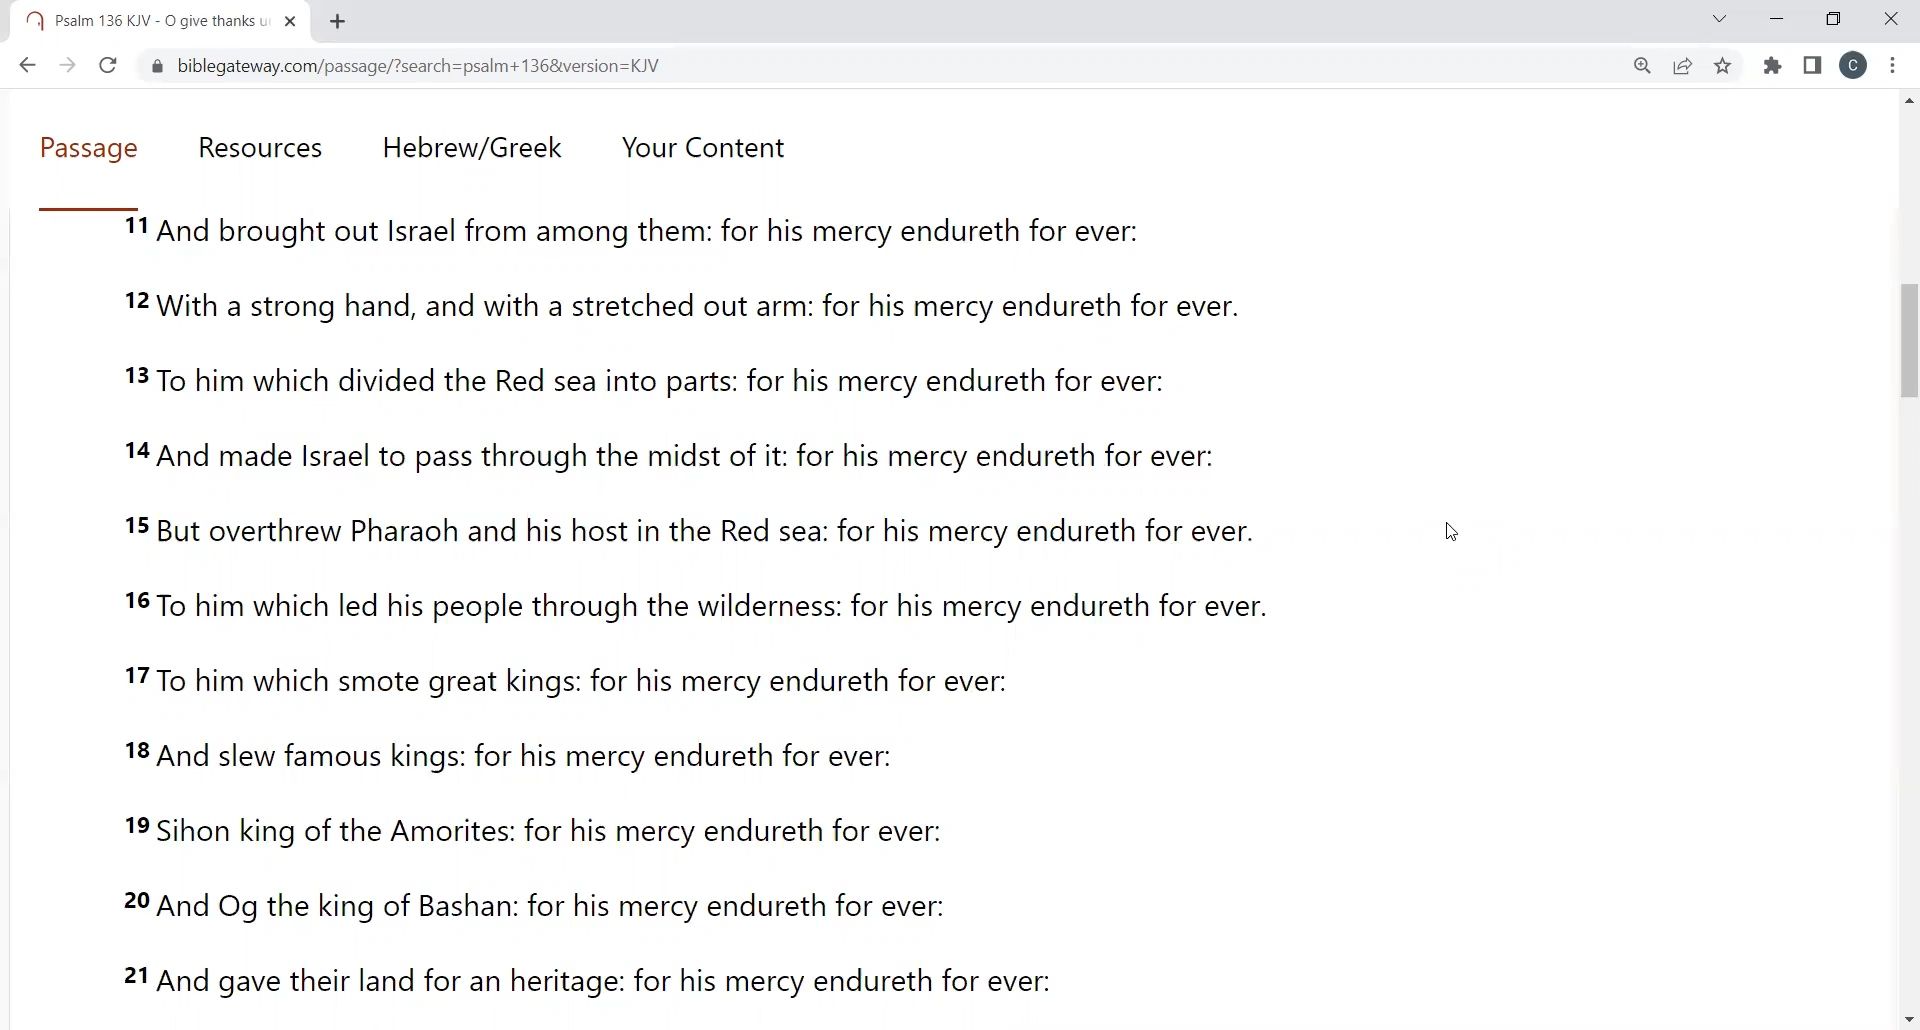 Psalm 136 KJV - O give thanks u
biblegateway.com/passage/?search=psalm+136&version=KJV
C
Passage Resources Hebrew/Greek Your Content
11 And brought out Israel from among them: for his mercy endureth for ever:
12 With a strong hand, and with a stretched out arm: for his mercy endureth for ever.
13 To him which divided the Red sea into parts: for his mercy endureth for ever:
14 And made Israel to pass through the midst of it: for his mercy endureth for ever:
15 But overthrew Pharaoh and his host in the Red sea: for his mercy endureth for ever.
16 To him which led his people through the wilderness: for his mercy endureth for ever.
17 To him which smote great kings: for his mercy endureth for ever:
18 And slew famous kings: for his mercy endureth for ever:
19 Sihon king of the Amorites: for his mercy endureth for ever:
20 And Og the king of Bashan: for his mercy endureth for ever:
21 And gave their land for an heritage: for his mercy endureth for ever: